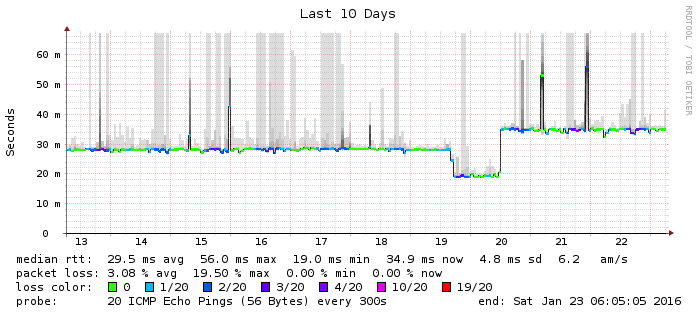 Last 10 Days
RRDTOOL / TOBI OETIKER
Seconds
60 m
50 m
40 m
30 m
20 m
10 m
0
13 14 15 16 17 18 19 20 21 22
median rtt: 29.5 ms avg 56.0 ms max 19.0 ms min 34.9 ms now 4.8 ms sd 6.2 am/s
packet loss: 3.08 % avg 19.50 % max 0.00 % min 0.00 % now
loss color: 0 1/20 2/20 3/20 4/20 10/20 19/20
probe: 20 ICMP Echo Pings (56 Bytes) every 300s end: Sat Jan 23 06:05:05 2016